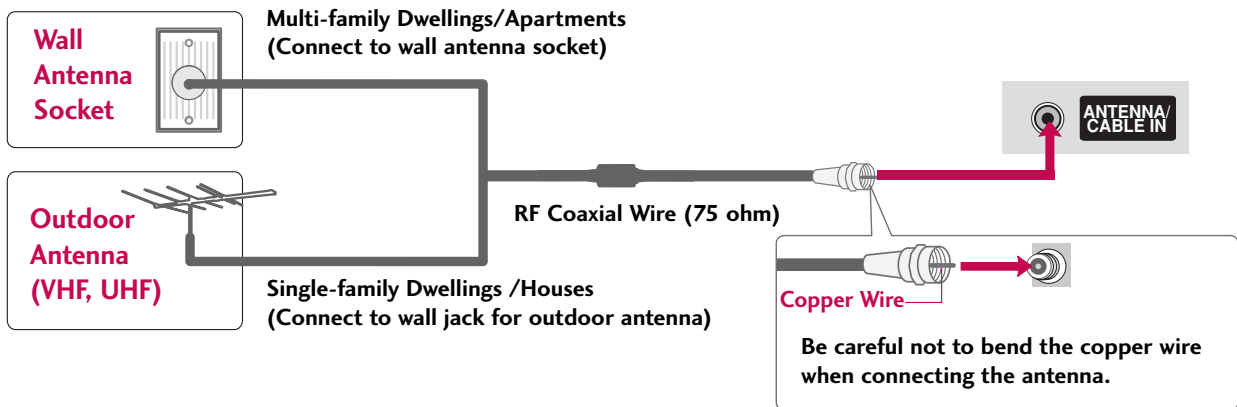 Wall
Antenna
Socket
Multi-family Dwellings/Apartments
(Connect to wall antenna socket)
ANTENNA/
CABLE IN
Outdoor
Antenna
(VHF, UHF)
RF Coaxial Wire (75 ohm)
Single-family Dwellings /Houses
(Connect to wall jack for outdoor antenna)
Copper Wire
Be careful not to bend the copper wire
when connecting the antenna.